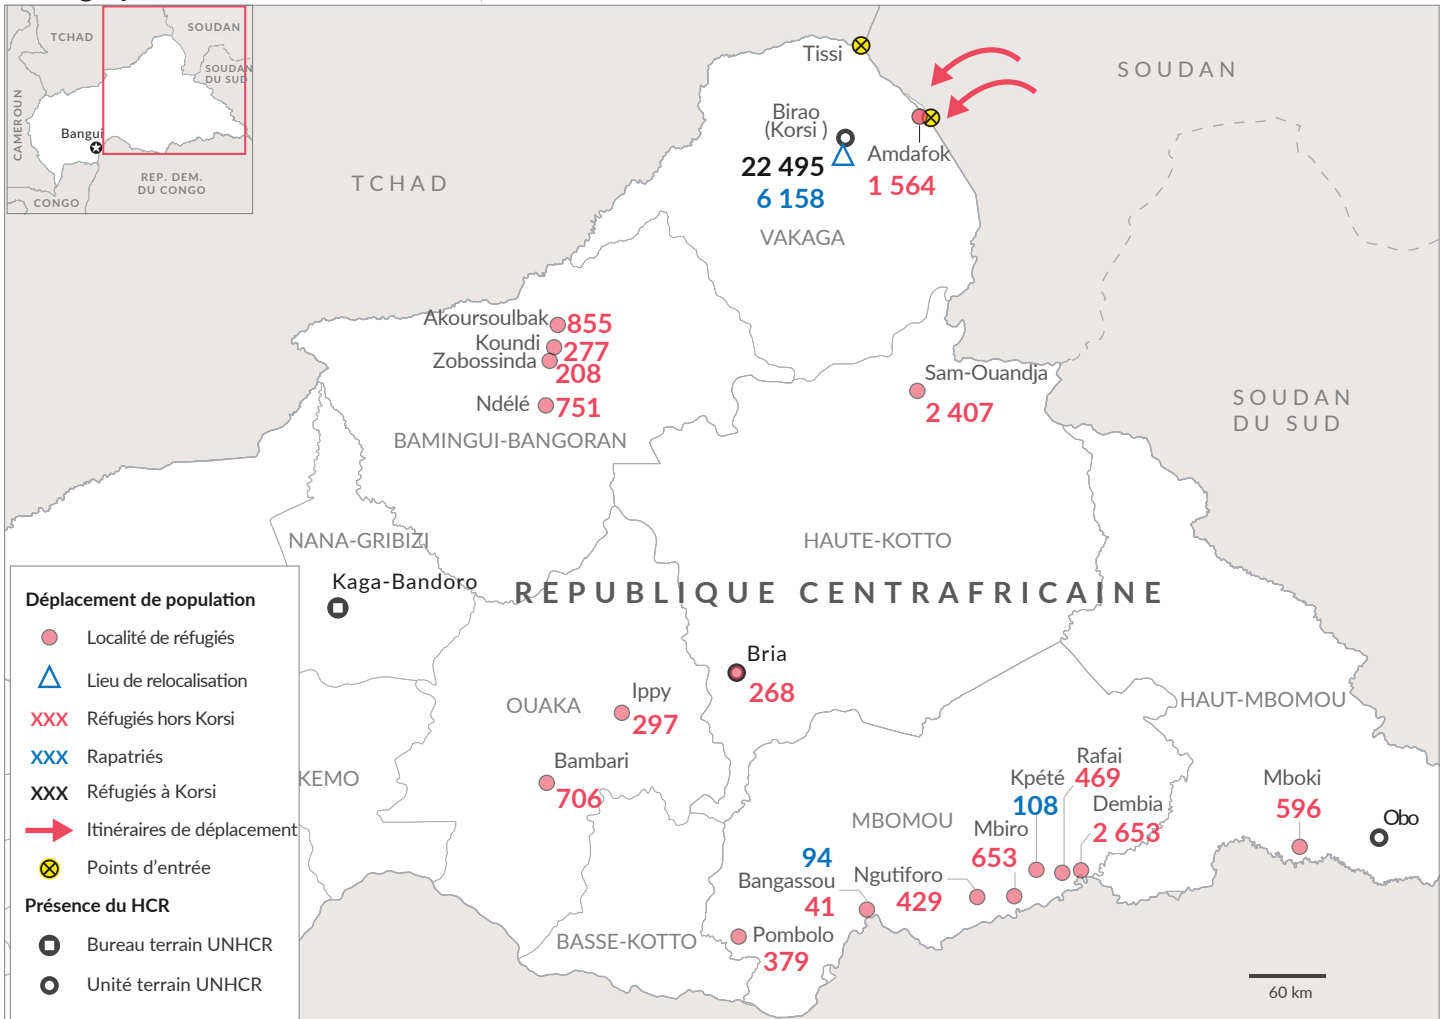 TCHAD
SOUDAN
SOUDAN
DU SUD
CAMEROUN
Bangui
REP. DEM.
DU CONGO
CONGO
Tissi
SOUDAN
Birao
(Korsi )
22 495
6 158
Amdafok
1 564
VAKAGA
TCHAD
Akoursoulbak
855
Koundi
277
Zobossinda
208
Ndélé
751
BAMINGUI-BANGORAN
Sam-Ouandja
2 407
SOUDAN
DU SUD
NANA-GRIBIZI
HAUTE-KOTTO
Kaga-Bandoro
REPUBLIQUE CENTRAFRICAINE
Bria
268
OUAKA
Ippy
297
Bambari
706
KEMO
HAUT-MBOMOU
Rafai
469
Kpété
108
Dembia
2 653
Mboki
596
Obo
MBOMOU
Mbiro
653
94
Bangassou
41
Ngutiforo
429
BASSE-KOTTO
Pombolo
379
Déplacement de population
Localité de réfugiés
Lieu de relocalisation
XXX Réfugiés hors Korsi
XXX Rapatriés
XXX Réfugiés à Korsi
Itinéraires de déplacement
Points d'entrée
Présence du HCR
Bureau terrain UNHCR
Unité terrain UNHCR
60 km